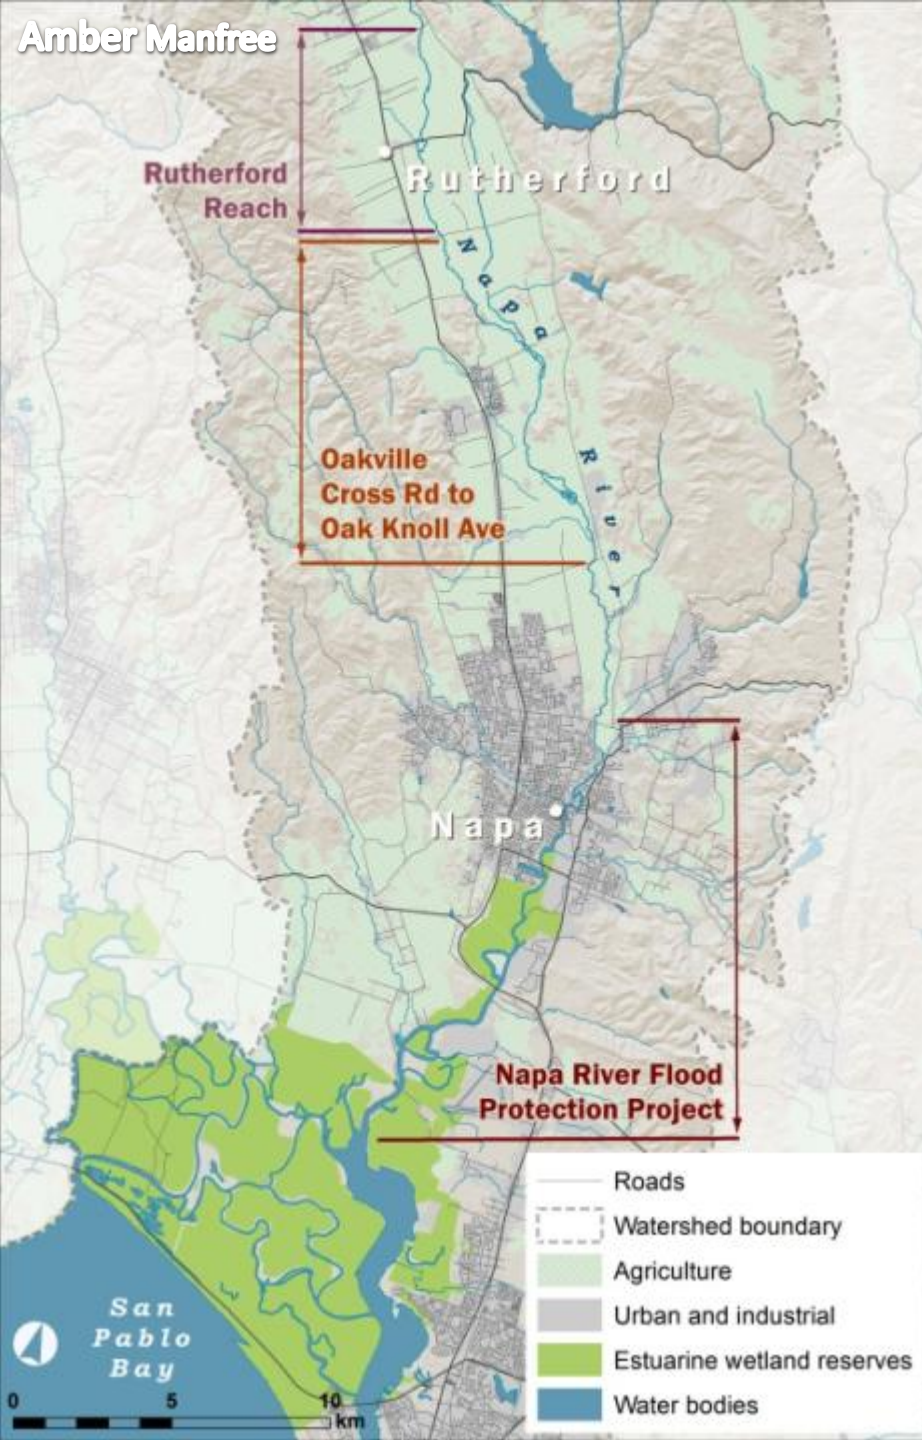 Amber Manfree
Rutherford
Reach
Rutherford
Napa
River
Oakville
Cross Rd to
Oak Knoll Ave
Napa
Napa River Flood
Protection Project
Roads
Watershed boundary
Agriculture
Urban and industrial
Estuarine wetland reserves
Water bodies
San
Pablo
Bay
0 5 10
km